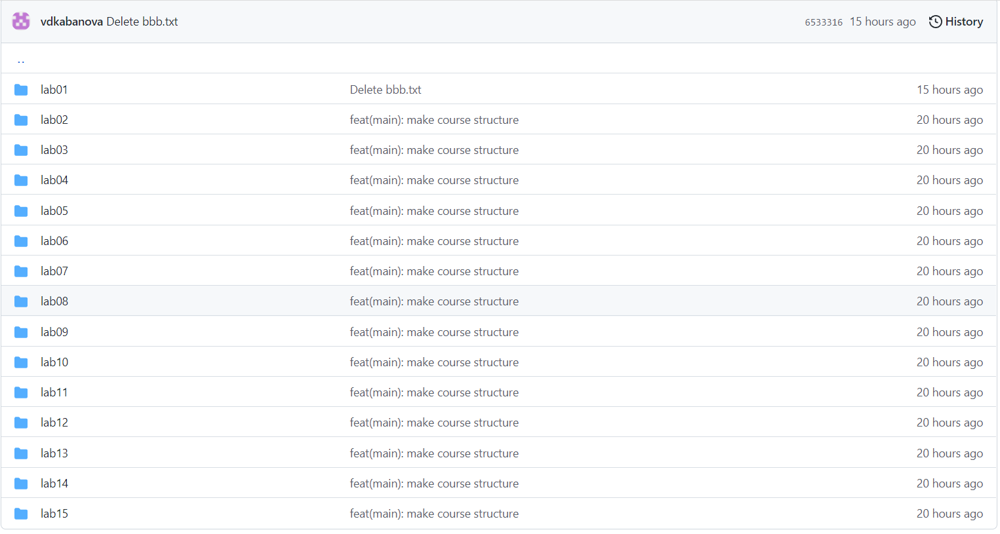 vdkabanova Delete bbb.txt 6533316 15 hours ago History
..
lab01 Delete bbb.txt 15 hours ago
lab02 feat(main): make course structure 20 hours ago
lab03 feat(main): make course structure 20 hours ago
lab04 feat(main): make course structure 20 hours ago
lab05 feat(main): make course structure 20 hours ago
lab06 feat(main): make course structure 20 hours ago
lab07 feat(main): make course structure 20 hours ago
lab08 feat(main): make course structure 20 hours ago
lab09 feat(main): make course structure 20 hours ago
lab10 feat(main): make course structure 20 hours ago
lab11 feat(main): make course structure 20 hours ago
lab12 feat(main): make course structure 20 hours ago
lab13 feat(main): make course structure 20 hours ago
lab14 feat(main): make course structure 20 hours ago
lab15 feat(main): make course structure 20 hours ago